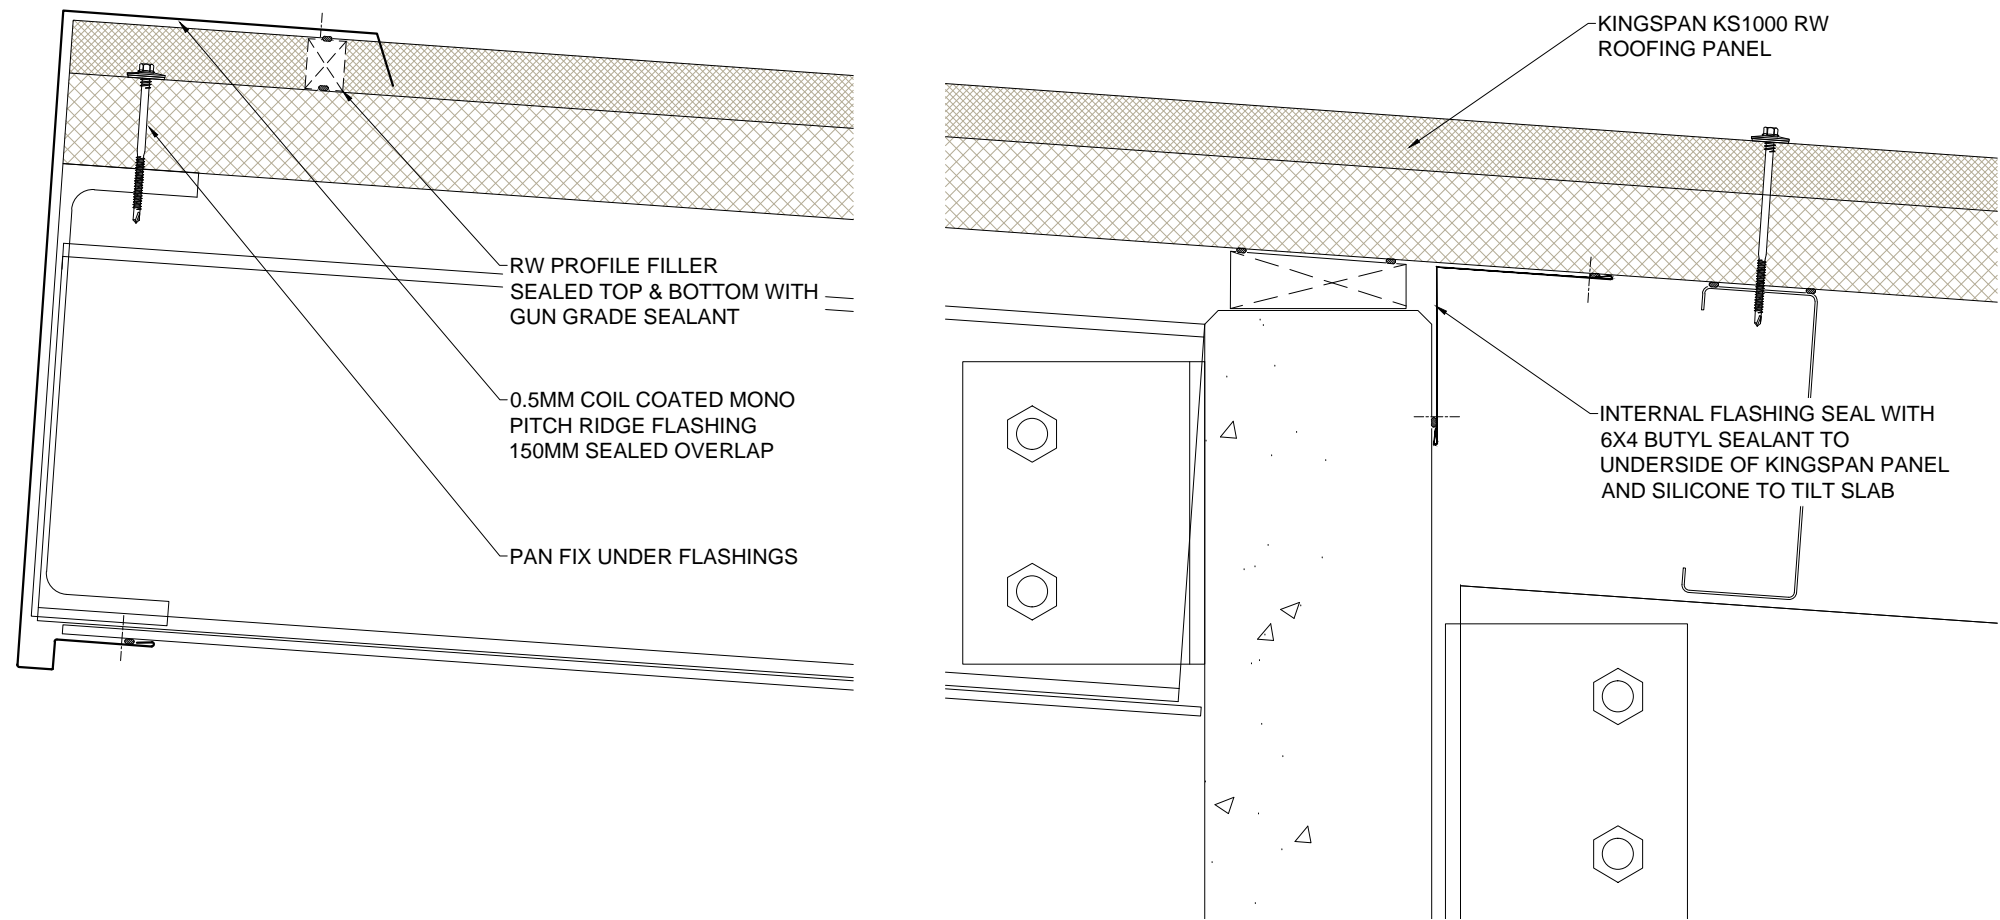 KINGSPAN KS1000 RW
ROOFING PANEL
RW PROFILE FILLER
SEALED TOP & BOTTOM WITH
GUN GRADE SEALANT
0.5MM COIL COATED MONO
PITCH RIDGE FLASHING
150MM SEALED OVERLAP
PAN FIX UNDER FLASHINGS
INTERNAL FLASHING SEAL WITH
6X4 BUTYL SEALANT TO
UNDERSIDE OF KINGSPAN PANEL
AND SILICONE TO TILT SLAB